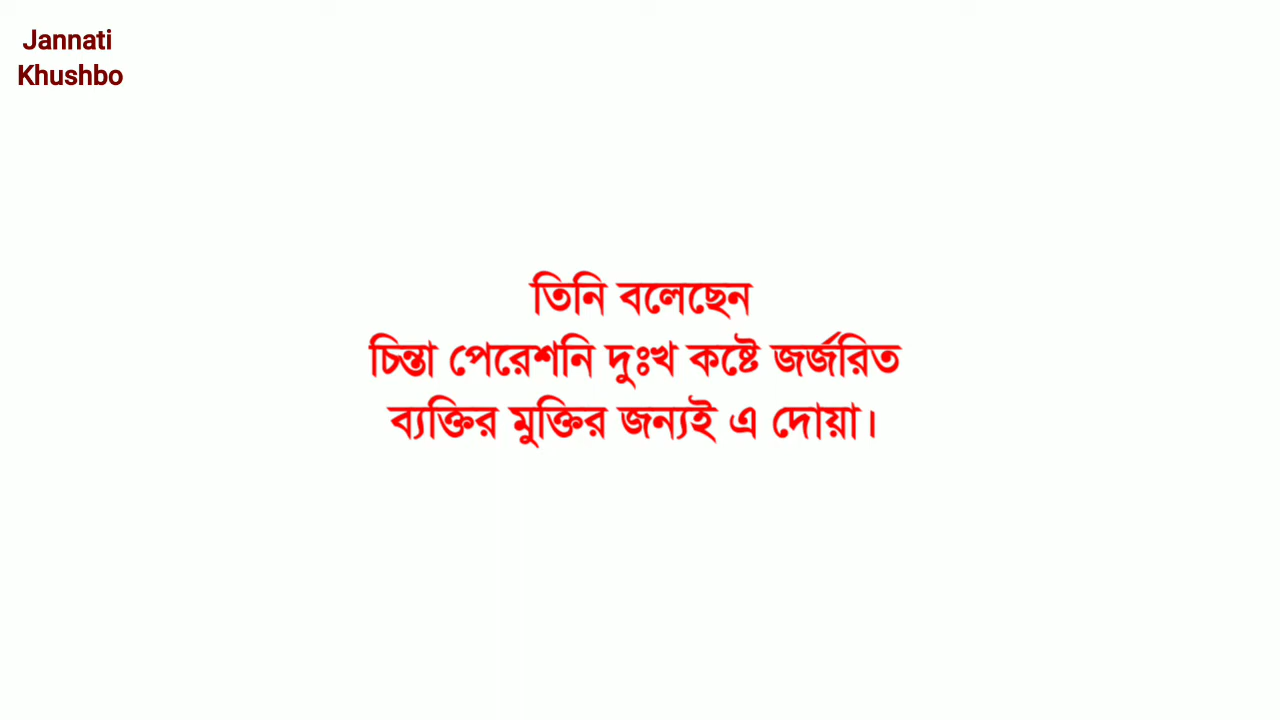 Jannati
Khushbo
তিনি বলেছেন
চিন্তা পেরেশনি দুঃখ কষ্টে জর্জরিত
ব্যক্তির মুক্তির জন্যই এ দোয়া।